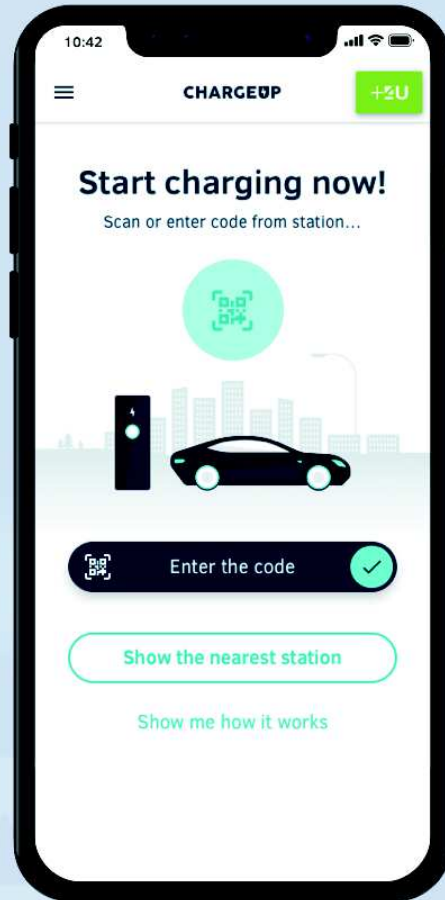 10:42
CHARGEUP
Start charging now!
Scan or enter code from station...
Enter the code
Show the nearest station
Show me how it works